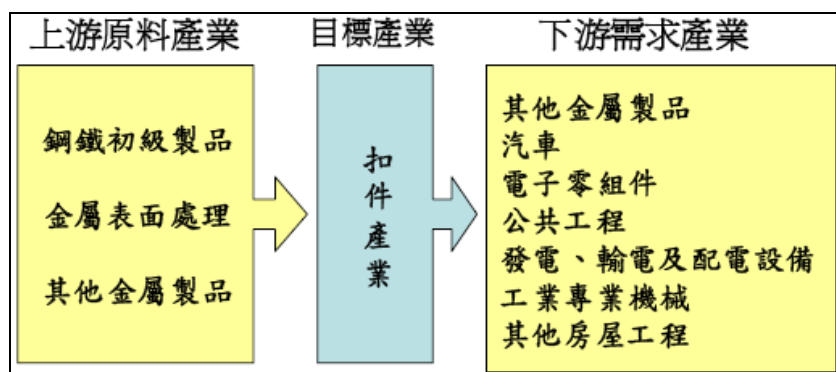 上游原料產業
目標產業
下游需求產業
鋼鐵初級製品
金屬表面處理
其他金屬製品
扣件產業
其他金屬製品
汽車
電子零組件
公共工程
發電、輸電及配電設備
工業專業機械
其他房屋工程